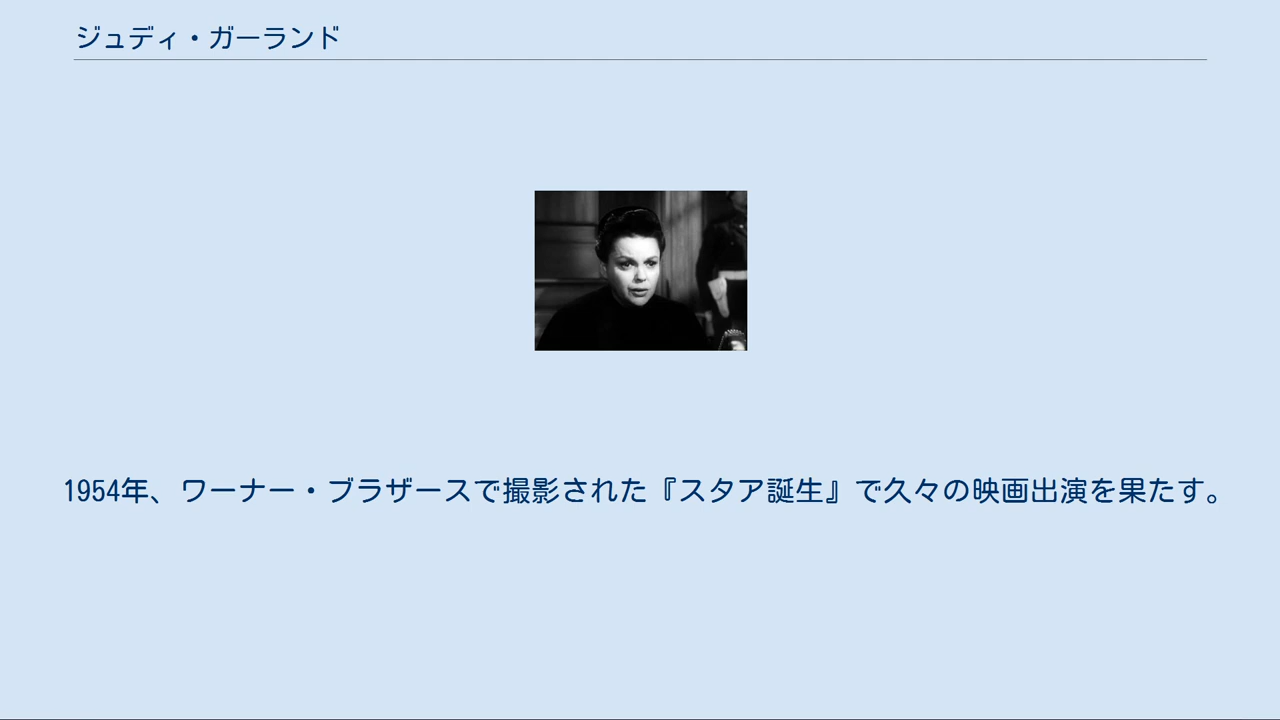 ジュディ・ガーランド
1954年、ワーナー・ブラザースで撮影された『スタア誕生』で久々の映画出演を果たす。